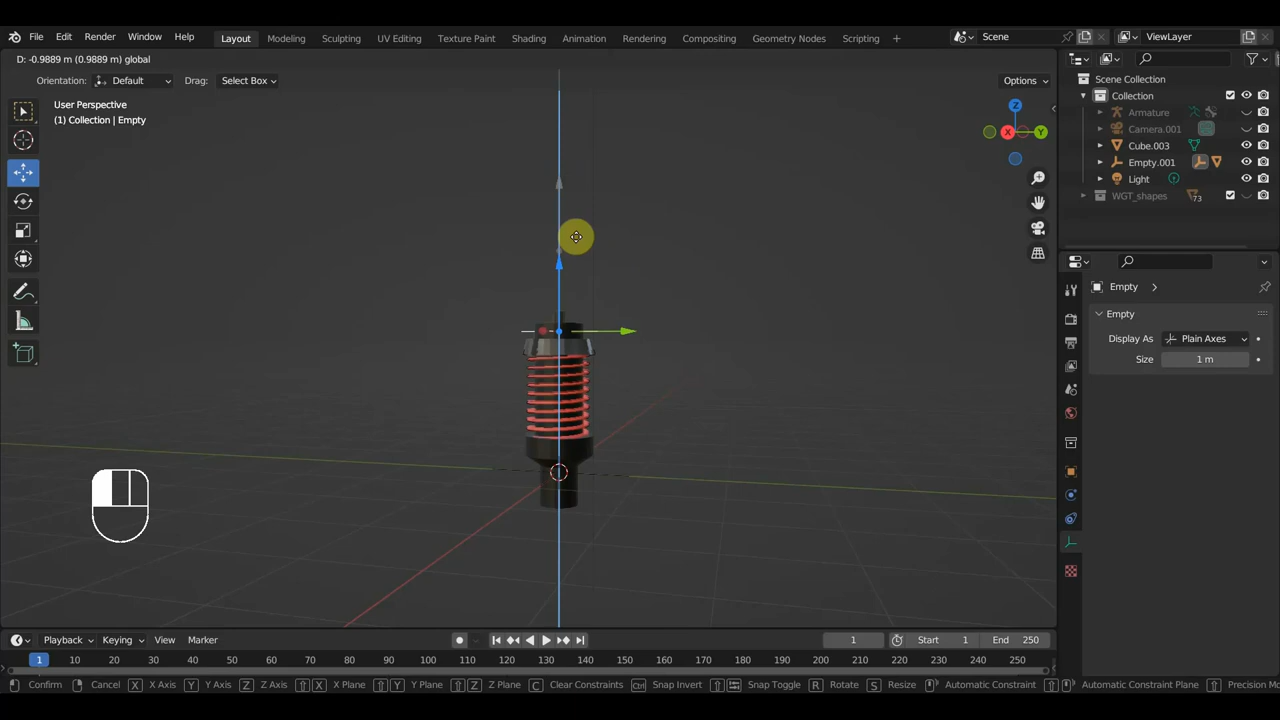 File Edit Render Window Help Layout Modeling Sculpting UV Editing Texture Paint Shading Animation Rendering Compositing Geometry Nodes Scripting + Scene ViewLayer
D: -0.9889 m (0.9889 m) global
Orientation: Default Drag: Select Box Options
User Perspective
(1) Collection | Empty
Z
X
Y
Scene Collection
Collection
Armature
Camera.001
Cube.003
Empty.001
Light
WGT_shapes 73
Empty
Empty
Display As Plain Axes
Size 1 m
Playback Keying View Marker 1 Start 1 End 250
1 10 20 30 40 50 60 70 80 90 100 110 120 130 140 150 160 170 180 190 200 210 220 230 240 250
Confirm Cancel X X Axis Y Y Axis Z Z Axis X X Plane Y Y Plane Z Z Plane C Clear Constraints Ctrl Snap Invert Snap Toggle R Rotate S Resize Automatic Constraint Automatic Constraint Plane Precision Mo